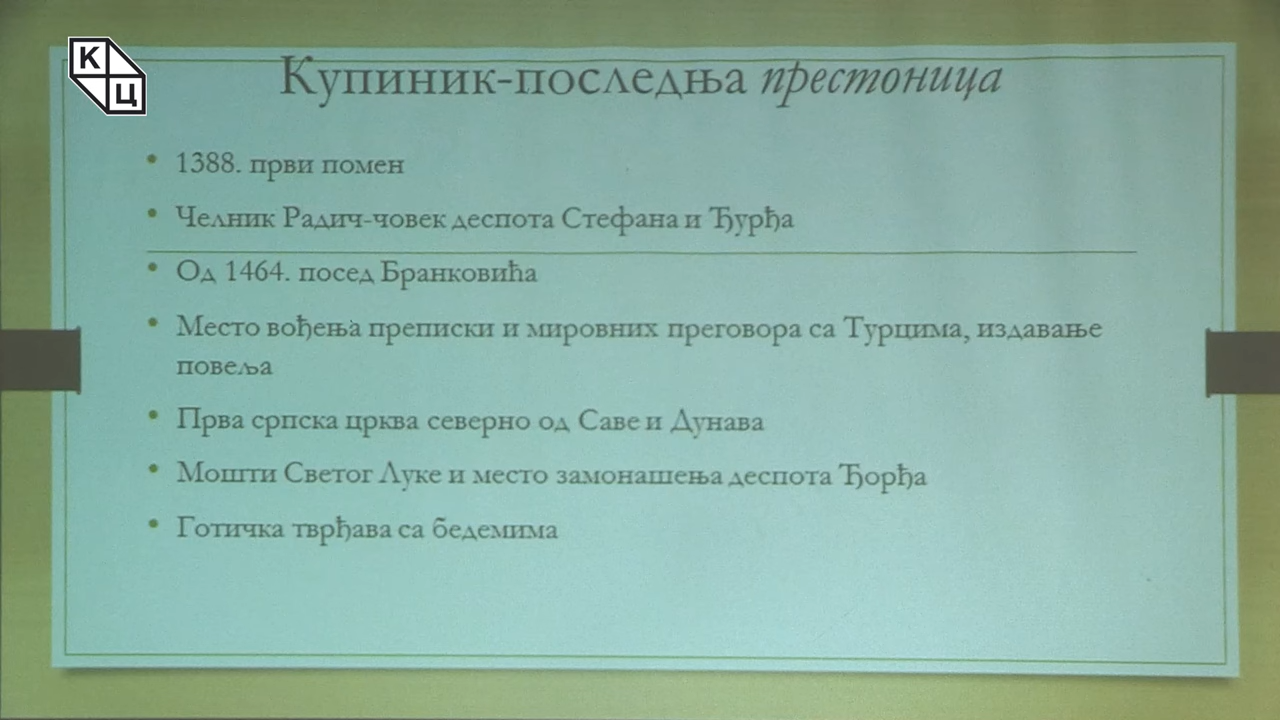 К
Ц
Купиник-последња престоница
• 1388. први помен
• Челник Радич-човек деспота Стефана и Ђурђа
• Од 1464. посед Бранковића
• Место вођења преписки и мировних преговора са Турцима, издавање
повеља
• Прва српска црква северно од Саве и Дунава
• Мошти Светог Луке и место замонашења деспота Ђорђа
• Готичка тврђава са бедемима